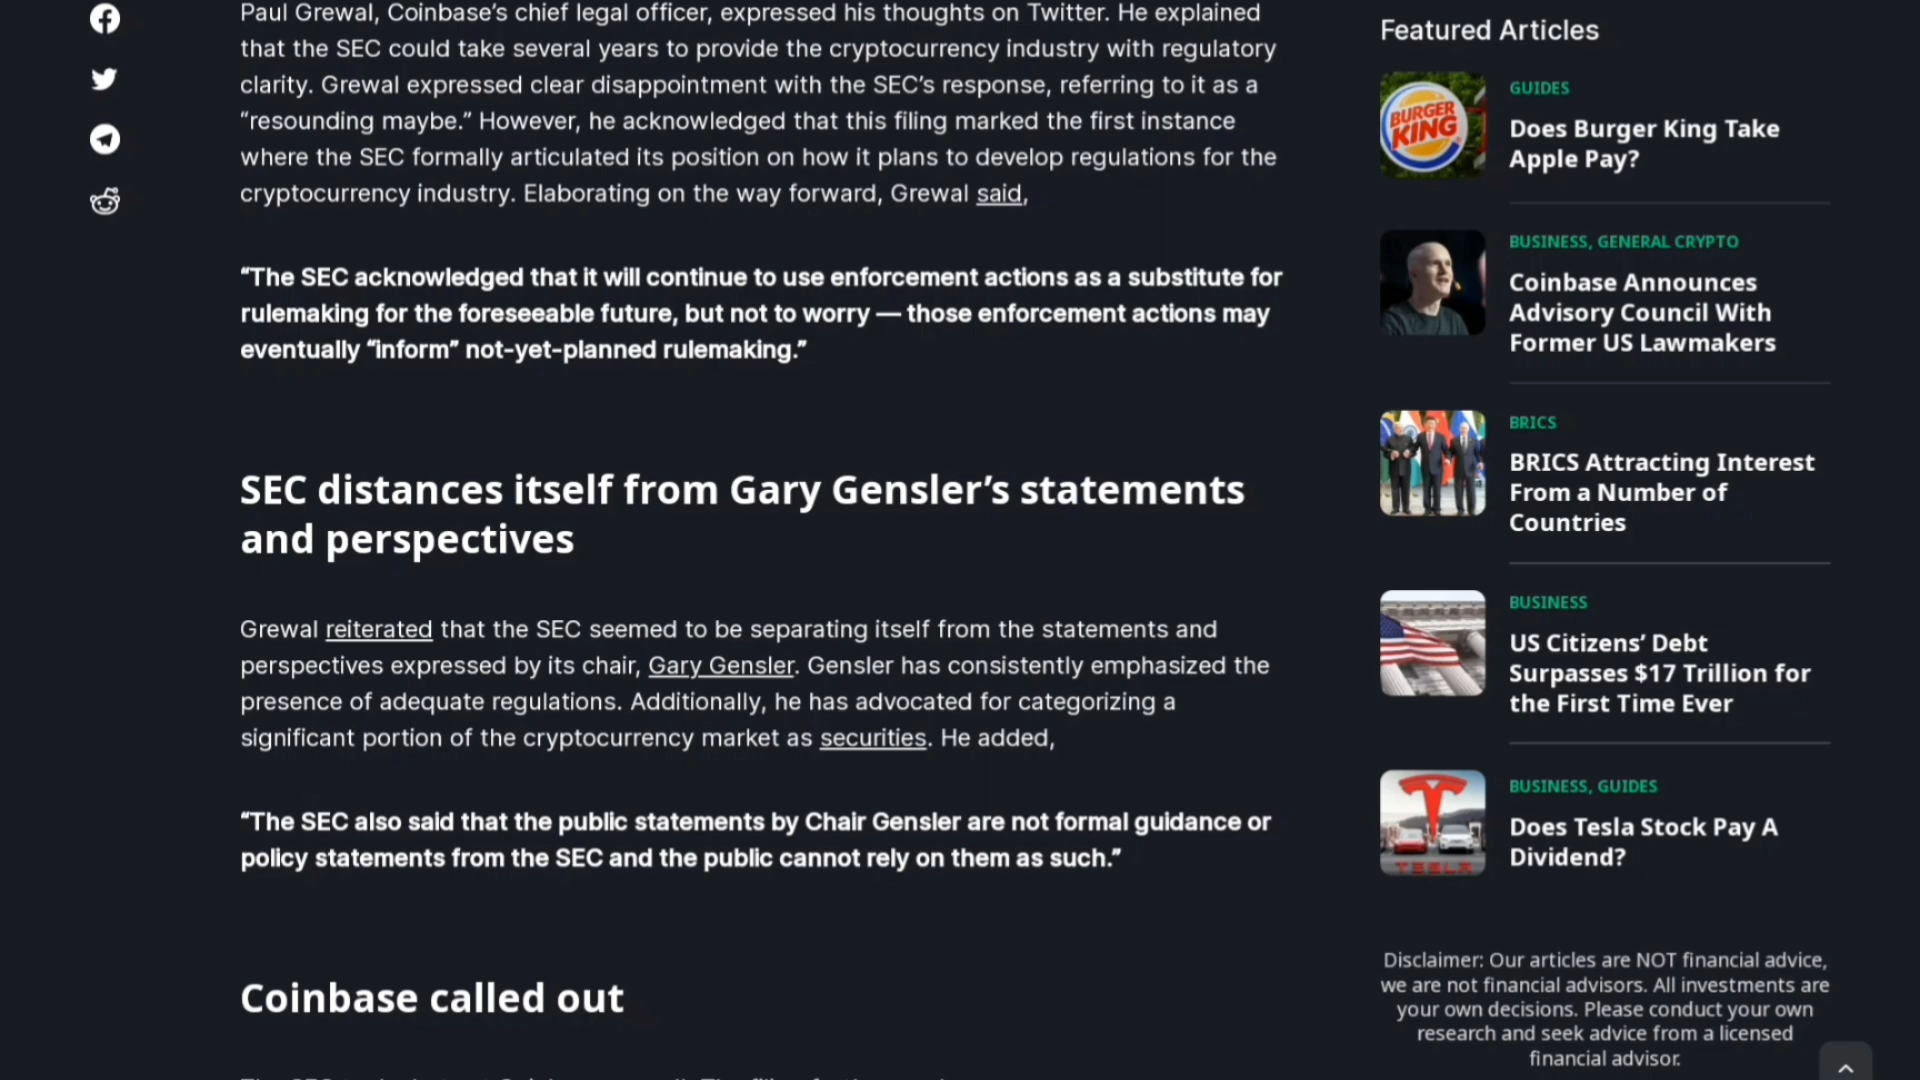 Paul Grewal, Coinbase’s chief legal officer, expressed his thoughts on Twitter. He explained
that the SEC could take several years to provide the cryptocurrency industry with regulatory
clarity. Grewal expressed clear disappointment with the SEC’s response, referring to it as a
“resounding maybe.” However, he acknowledged that this filing marked the first instance
where the SEC formally articulated its position on how it plans to develop regulations for the
cryptocurrency industry. Elaborating on the way forward, Grewal said,
“The SEC acknowledged that it will continue to use enforcement actions as a substitute for
rulemaking for the foreseeable future, but not to worry — those enforcement actions may
eventually “inform” not-yet-planned rulemaking.”
SEC distances itself from Gary Gensler’s statements
and perspectives
Grewal reiterated that the SEC seemed to be separating itself from the statements and
perspectives expressed by its chair, Gary Gensler. Gensler has consistently emphasized the
presence of adequate regulations. Additionally, he has advocated for categorizing a
significant portion of the cryptocurrency market as securities. He added,
“The SEC also said that the public statements by Chair Gensler are not formal guidance or
policy statements from the SEC and the public cannot rely on them as such.”
Coinbase called out
Featured Articles
BURGER
KING
GUIDES
Does Burger King Take
Apple Pay?
BUSINESS, GENERAL CRYPTO
Coinbase Announces
Advisory Council With
Former US Lawmakers
BRICS
BRICS Attracting Interest
From a Number of
Countries
BUSINESS
US Citizens’ Debt
Surpasses $17 Trillion for
the First Time Ever
TESLA
BUSINESS, GUIDES
Does Tesla Stock Pay A
Dividend?
Disclaimer: Our articles are NOT financial advice,
we are not financial advisors. All investments are
your own decisions. Please conduct your own
research and seek advice from a licensed
financial advisor.